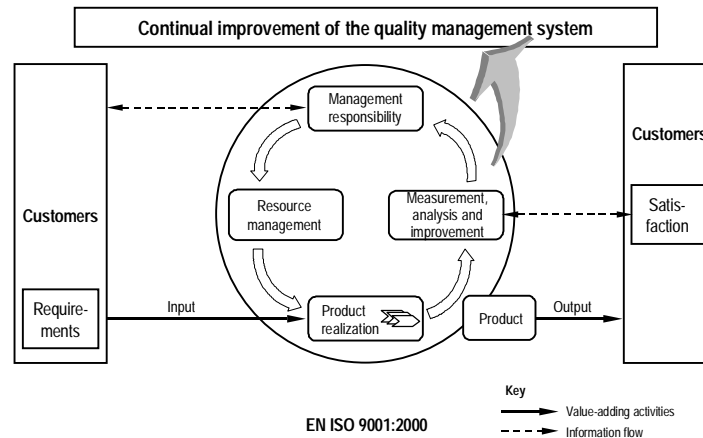 Continual improvement of the quality management system
Management
responsibility
Customers
Customers
Resource
management
Measurement,
analysis and
improvement
Satis-
faction
Require-
ments
Input
Product
realization
Product
Output
Key
Value-adding activities
EN ISO 9001:2000
Information flow